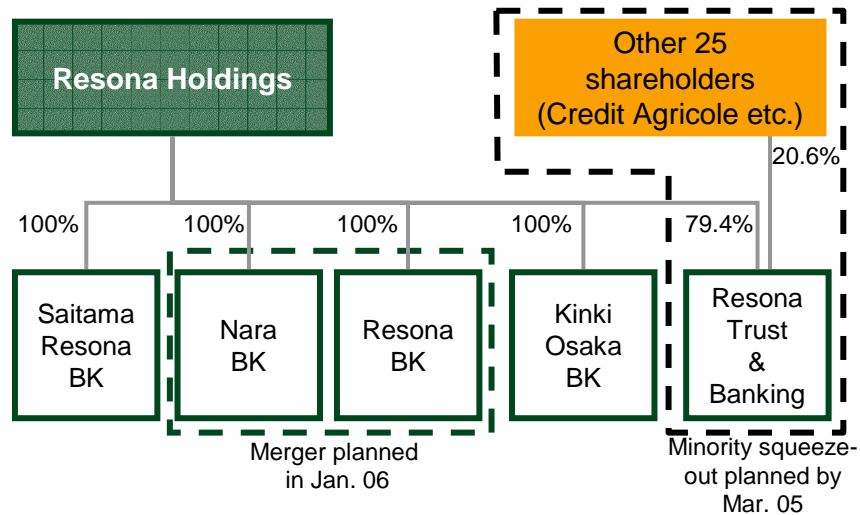 Resona Holdings
Other 25
shareholders
(Credit Agricole etc.)
20.6%
100%
100%
100%
100%
79.4%
Saitama
Resona
BK
Nara
BK
Resona
BK
Kinki
Osaka
BK
Resona
Trust
&
Banking
Merger planned
in Jan. 06
Minority squeeze-
out planned by
Mar. 05